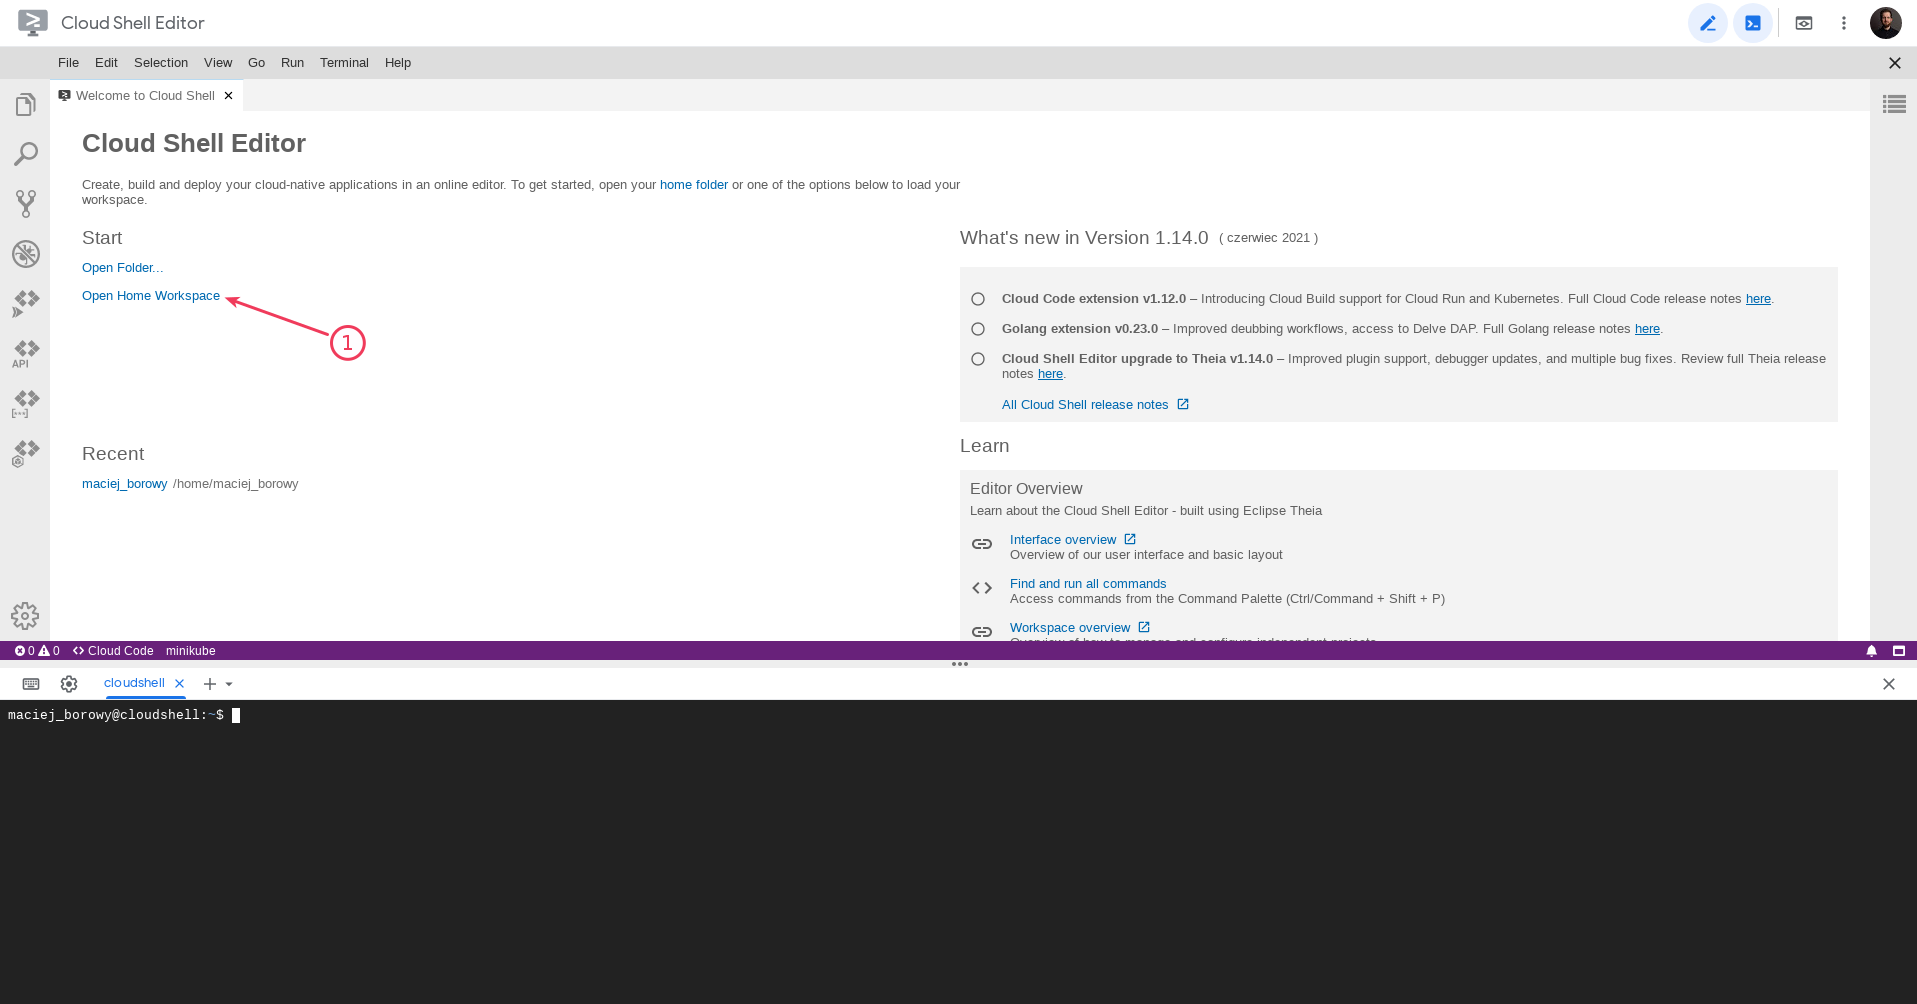 Cloud Shell Editor
File Edit Selection View Go Run Terminal Help
Welcome to Cloud Shell
Cloud Shell Editor
Create, build and deploy your cloud-native applications in an online editor. To get started, open your home folder or one of the options below to load your
workspace.
Start
Open Folder...
Open Home Workspace
1
Recent
maciej_borowy /home/maciej_borowy
What's new in Version 1.14.0 ( czerwiec 2021 )
Cloud Code extension v1.12.0 – Introducing Cloud Build support for Cloud Run and Kubernetes. Full Cloud Code release notes here.
Golang extension v0.23.0 – Improved deubbing workflows, access to Delve DAP. Full Golang release notes here.
Cloud Shell Editor upgrade to Theia v1.14.0 – Improved plugin support, debugger updates, and multiple bug fixes. Review full Theia release
notes here.
All Cloud Shell release notes
Learn
Editor Overview
Learn about the Cloud Shell Editor - built using Eclipse Theia
Interface overview
Overview of our user interface and basic layout
Find and run all commands
Access commands from the Command Palette (Ctrl/Command + Shift + P)
Workspace overview
Overview of how to manage and configure independent projects
API
0 0 Cloud Code minikube
cloudshell
maciej_borowy@cloudshell:~$